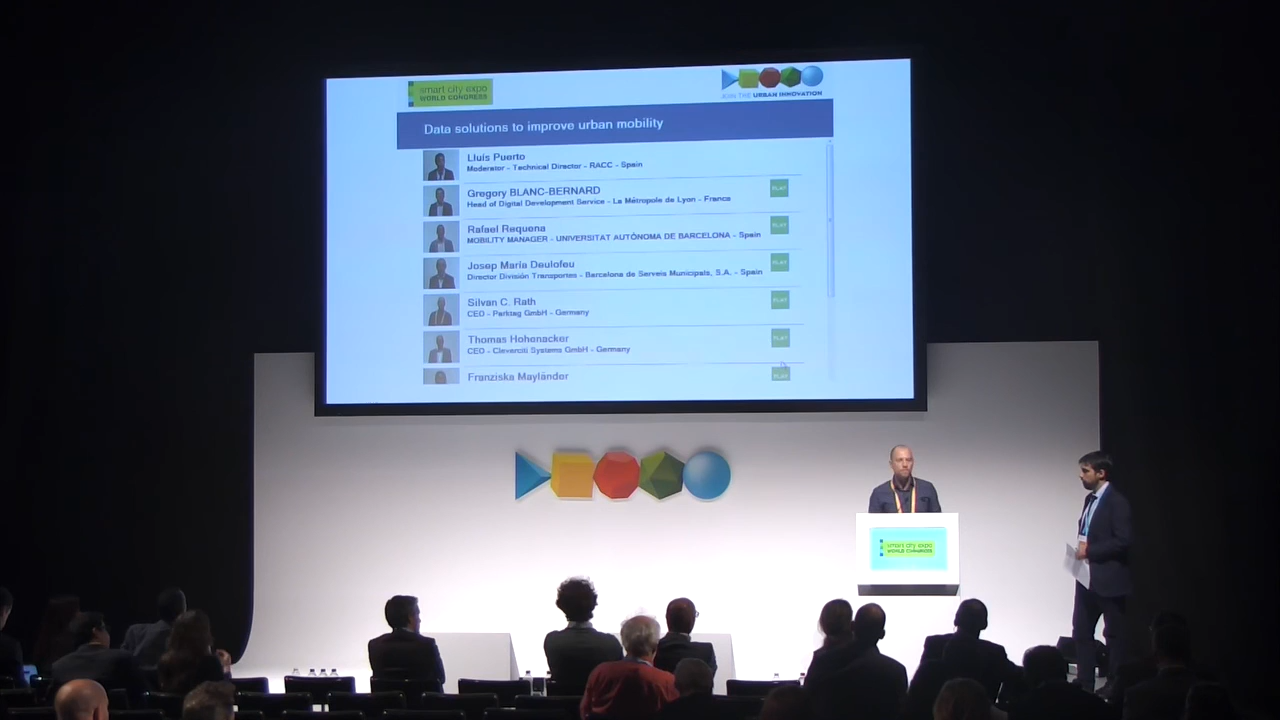 smart city expo
WORLD CONGRESS
JOIN THE URBAN INNOVATION
Data solutions to improve urban mobility
Lluís Puerto
Moderator - Technical Director - RACC - Spain
Gregory BLANC-BERNARD
Head of Digital Development Service - La Métropole de Lyon - France
PLAY
Rafael Requena
MOBILITY MANAGER - UNIVERSITAT AUTÒNOMA DE BARCELONA - Spain
PLAY
Josep Maria Deulofeu
Director División Transportes - Barcelona de Serveis Municipals, S.A. - Spain
PLAY
Silvan C. Rath
CEO - Parktag GmbH - Germany
PLAY
Thomas Hohenacker
CEO - Cleverciti Systems GmbH - Germany
PLAY
Franziska Mayländer
PLAY
smart city expo
WORLD CONGRESS